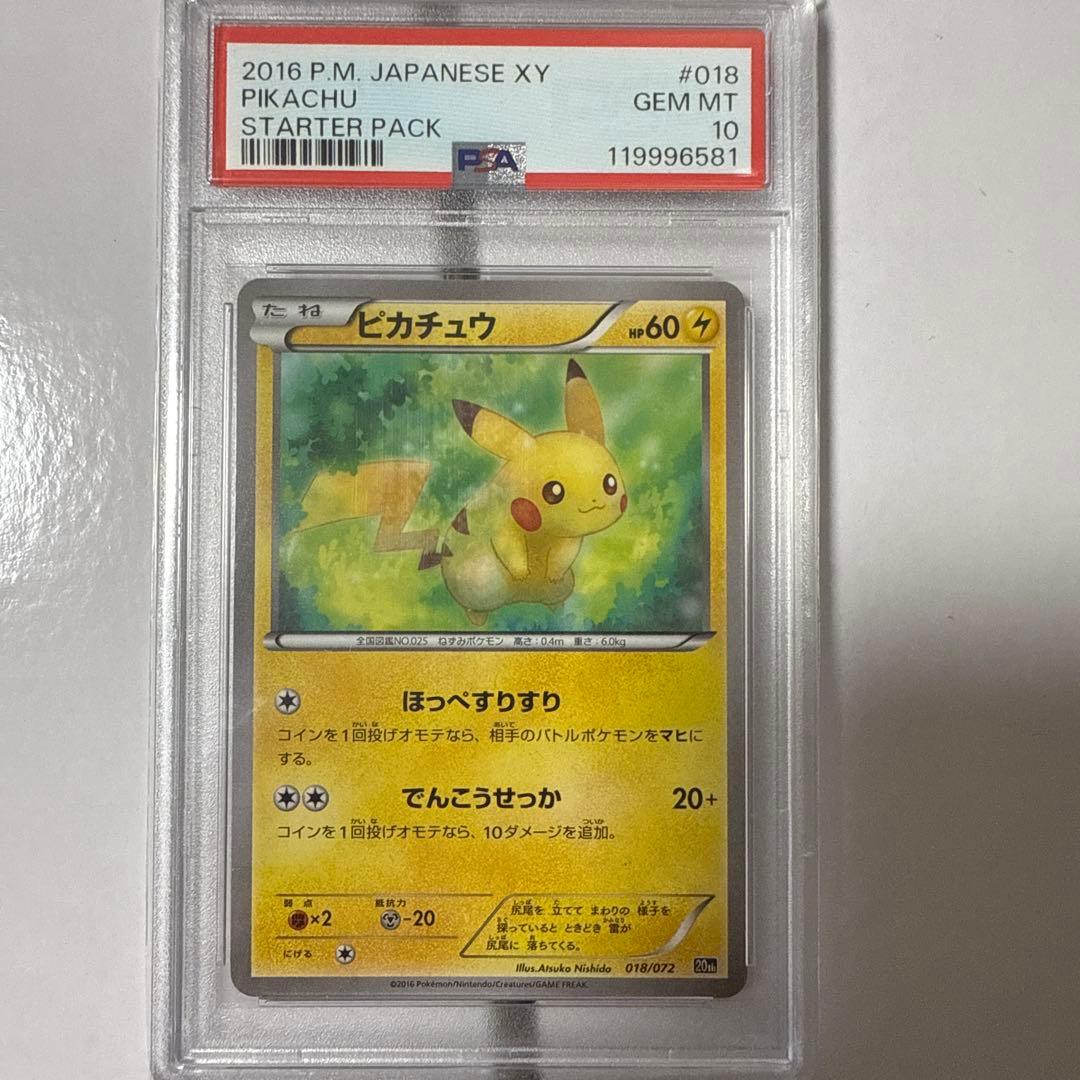 2016 P.M. JAPANESE XY #018
PIKACHU GEM MT
STARTER PACK 10
PSA 119996581
たね ピカチュウ HP60
全国図鑑NO.025 ねずみポケモン 高さ：0.4m 重さ：6.0kg
ほっぺすりすり
コインを1回投げオモテなら、相手のバトルポケモンをマヒに
する。
でんこうせっか 20+
コインを1回投げオモテなら、10ダメージを追加。
弱点 抵抗力
×2 -20
にげる
尻尾を 立てて まわりの 様子を
探っていると ときどき 雷が
尻尾に 落ちてくる。
Illus.Atsuko Nishida 018/072 20th
©2016 Pokémon/Nintendo/Creatures/GAME FREAK.